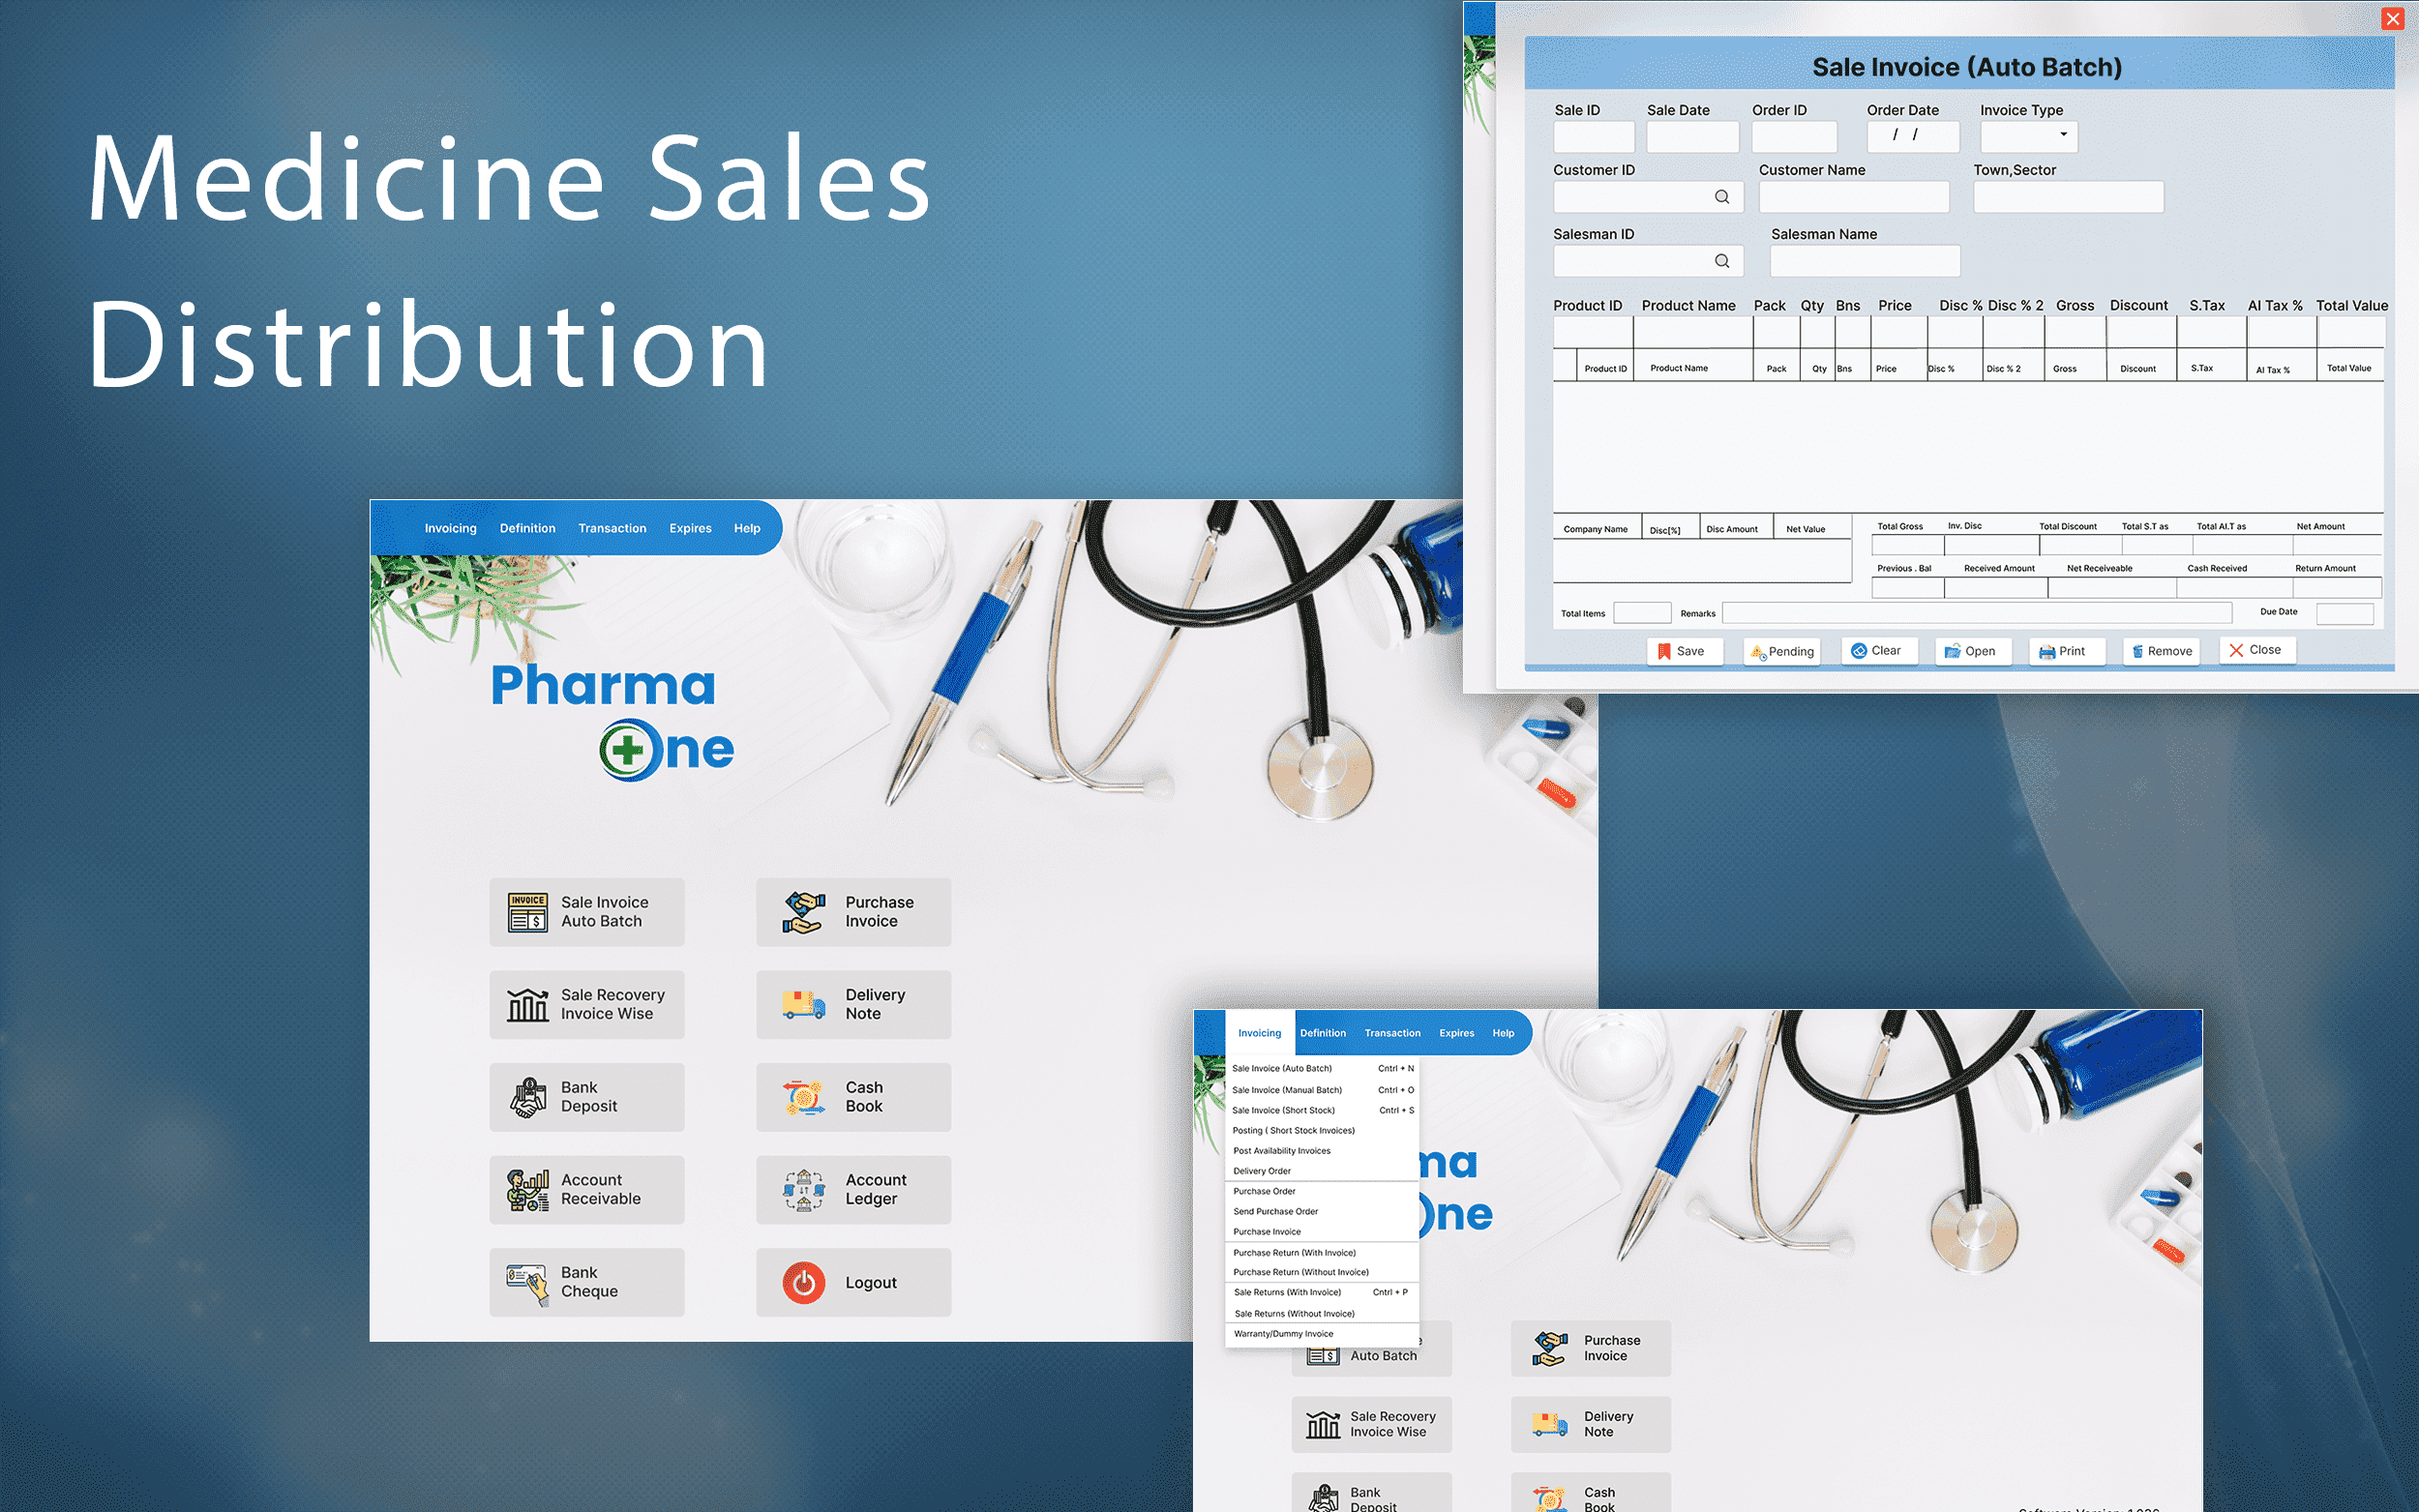 Medicine Sales
Distribution
Sale Invoice (Auto Batch)
Sale ID Sale Date Order ID Order Date Invoice Type
/ /
Customer ID Customer Name Town,Sector
Salesman ID Salesman Name
Product ID Product Name Pack Qty Bns Price Disc % Disc % 2 Gross Discount S.Tax AI Tax % Total Value
Product ID Product Name Pack Qty Bns Price Disc % Disc % 2 Gross Discount S.Tax AI Tax % Total Value
Company Name Disc[%] Disc Amount Net Value
Total Gross Inv. Disc Total Discount Total S.T as Total AI.T as Net Amount
Previous . Bal Received Amount Net Receiveable Cash Received Return Amount
Total Items Remarks Due Date
Save Pending Clear Open Print Remove Close
Invoicing Definition Transaction Expires Help
Pharma
One
INVOICE
Sale Invoice
Auto Batch
Purchase
Invoice
Sale Recovery
Invoice Wise
Delivery
Note
Bank
Deposit
Cash
Book
Account
Receivable
Account
Ledger
Bank
Cheque
Logout
Invoicing Definition Transaction Expires Help
Sale Invoice (Auto Batch) Cntrl + N
Sale Invoice (Manual Batch) Cntrl + O
Sale Invoice (Short Stock) Cntrl + S
Posting ( Short Stock Invoices)
Post Availability Invoices
Delivery Order
Purchase Order
Send Purchase Order
Purchase Invoice
Purchase Return (With Invoice)
Purchase Return (Without Invoice)
Sale Returns (With Invoice) Cntrl + P
Sale Returns (Without Invoice)
Warranty/Dummy Invoice
ma
One
e
Auto Batch
Purchase
Invoice
Sale Recovery
Invoice Wise
Delivery
Note
Bank
Deposit
Cash
Book